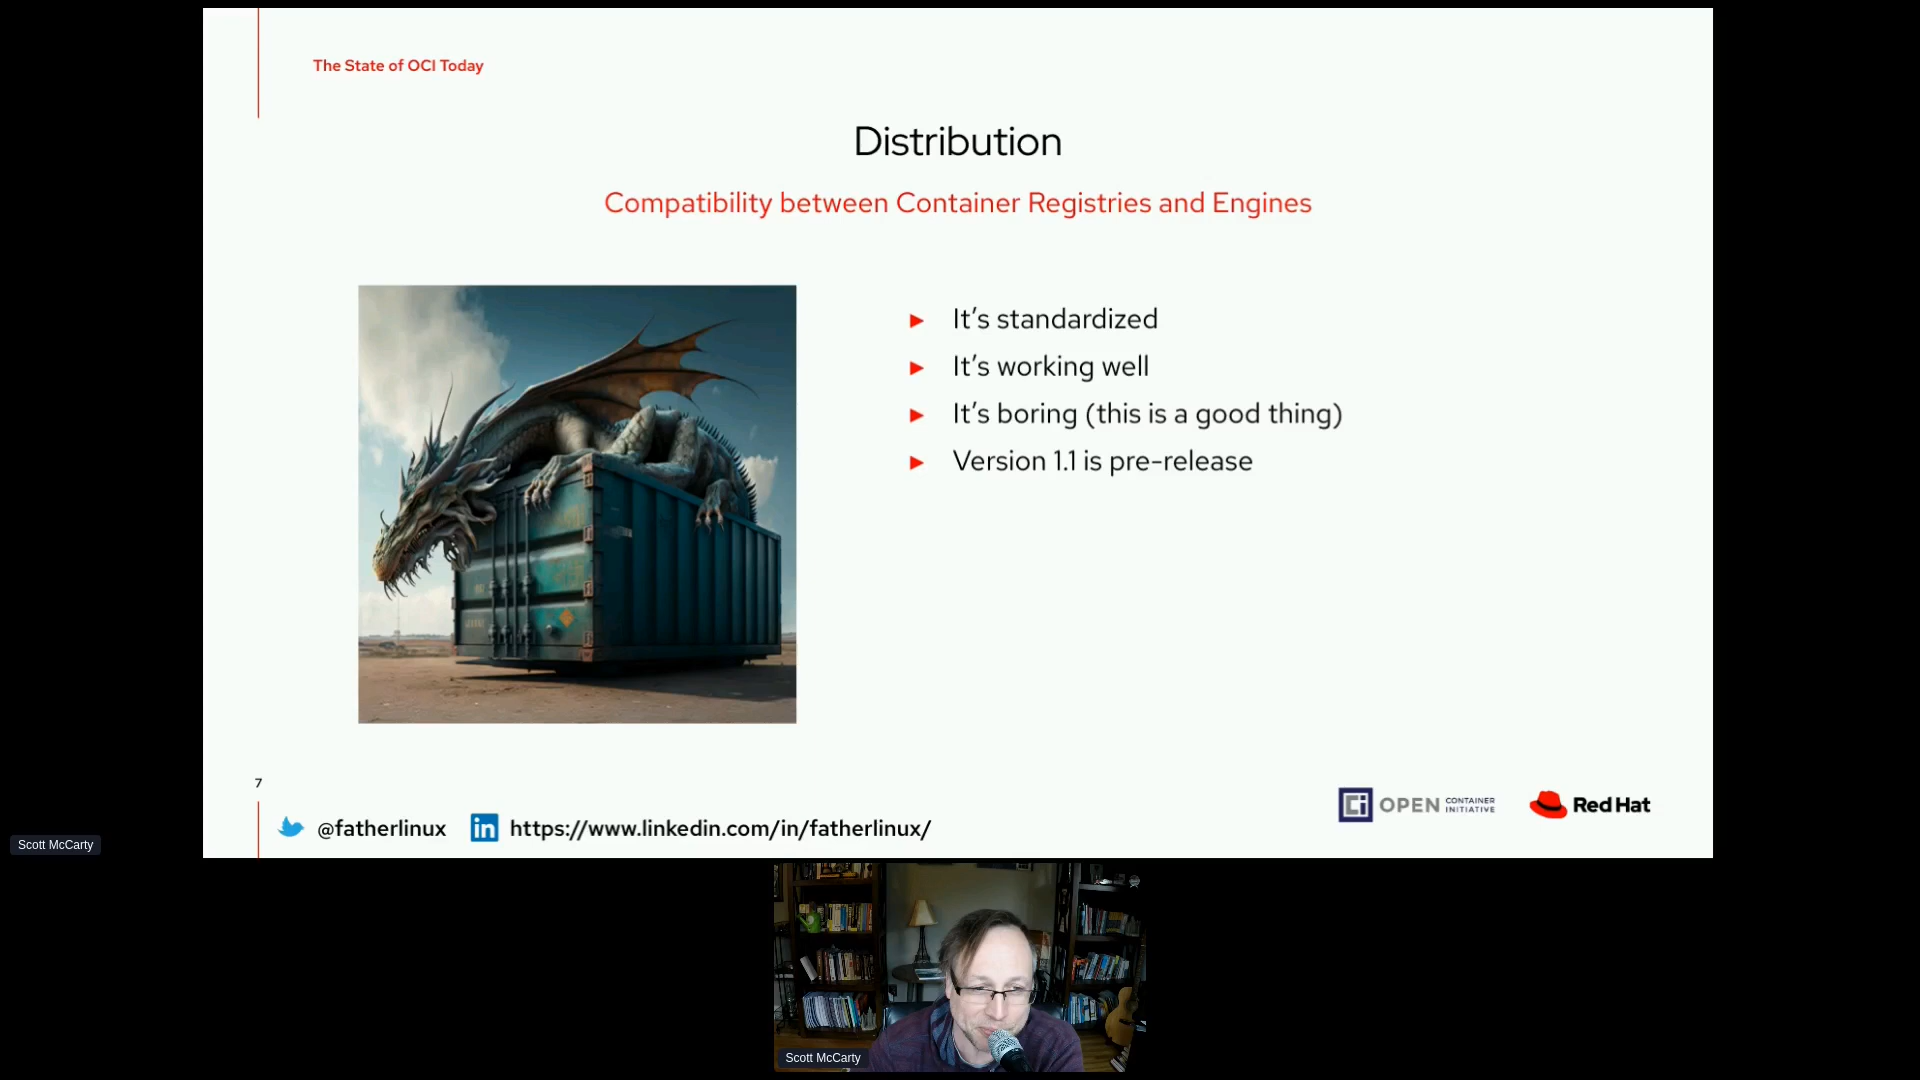 The State of OCI Today
Distribution
Compatibility between Container Registries and Engines
It’s standardized
It’s working well
It’s boring (this is a good thing)
Version 1.1 is pre-release
7
@fatherlinux
in
https://www.linkedin.com/in/fatherlinux/
Ci OPEN CONTAINER INITIATIVE
Red Hat
Scott McCarty
Scott McCarty